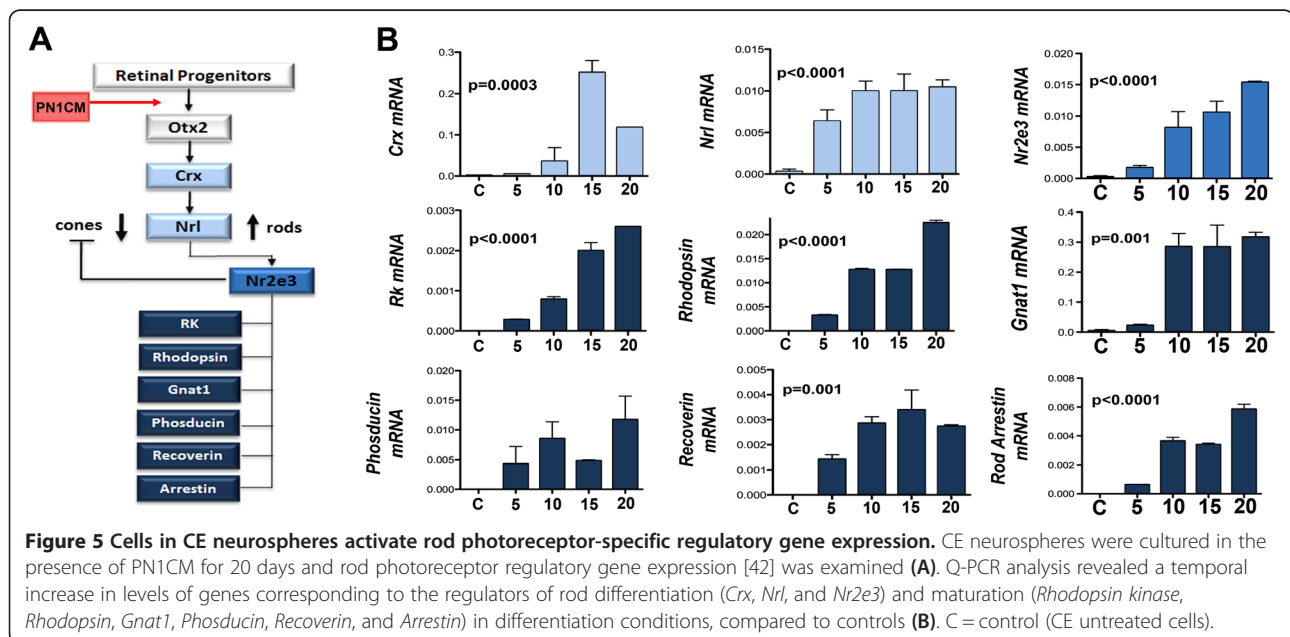 A
Retinal Progenitors
PN1CM
Otx2
Crx
cones
Nrl
rods
Nr2e3
RK
Rhodopsin
Gnat1
Phosducin
Recoverin
Arrestin
B
Crx mRNA
0.3
0.2
0.1
0.0
p=0.0003
C 5 10 15 20
Nrl mRNA
0.015
0.010
0.005
0.000
p<0.0001
C 5 10 15 20
Nr2e3 mRNA
0.020
0.015
0.010
0.005
0.000
p<0.0001
C 5 10 15 20
Rk mRNA
0.003
0.002
0.001
0.000
p<0.0001
C 5 10 15 20
Rhodopsin
mRNA
0.020
0.015
0.010
0.005
0.000
p<0.0001
C 5 10 15 20
Gnat1 mRNA
0.4
0.3
0.2
0.1
0.0
p=0.001
C 5 10 15 20
Phosducin
mRNA
0.020
0.015
0.010
0.005
0.000
C 5 10 15 20
Recoverin
mRNA
0.005
0.004
0.003
0.002
0.001
0.000
p=0.001
C 5 10 15 20
Rod Arrestin
mRNA
0.008
0.006
0.004
0.002
0.000
p<0.0001
C 5 10 15 20
Figure 5 Cells in CE neurospheres activate rod photoreceptor-specific regulatory gene expression. CE neurospheres were cultured in the
presence of PN1CM for 20 days and rod photoreceptor regulatory gene expression [42] was examined (A). Q-PCR analysis revealed a temporal
increase in levels of genes corresponding to the regulators of rod differentiation (Crx, Nrl, and Nr2e3) and maturation (Rhodopsin kinase,
Rhodopsin, Gnat1, Phosducin, Recoverin, and Arrestin) in differentiation conditions, compared to controls (B). C = control (CE untreated cells).